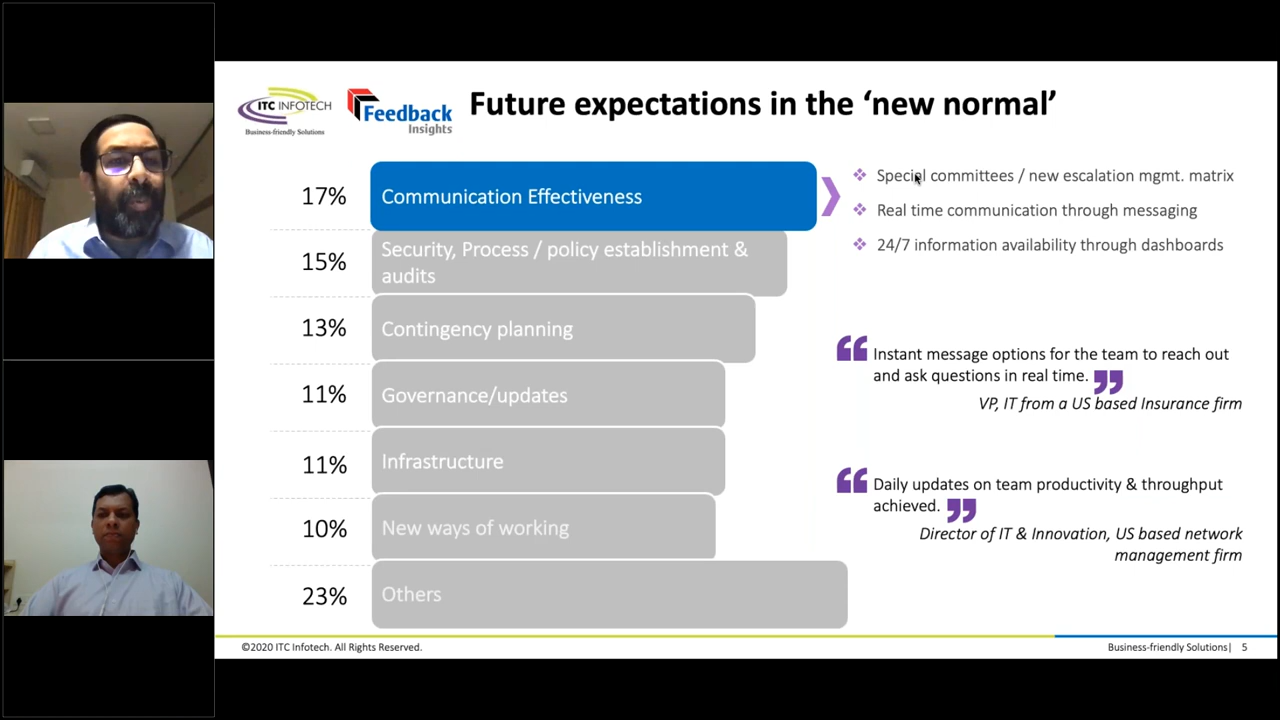 ITC INFOTECH
Business-friendly Solutions
Feedback
Insights
Future expectations in the ‘new normal’
17%
Communication Effectiveness
15%
Security, Process / policy establishment &
audits
13%
Contingency planning
11%
Governance/updates
11%
Infrastructure
10%
New ways of working
23%
Others
Special committees / new escalation mgmt. matrix
Real time communication through messaging
24/7 information availability through dashboards
“Instant message options for the team to reach out
and ask questions in real time.”
VP, IT from a US based Insurance firm
“Daily updates on team productivity & throughput
achieved.”
Director of IT & Innovation, US based network
management firm
©2020 ITC Infotech. All Rights Reserved.
Business-friendly Solutions| 5